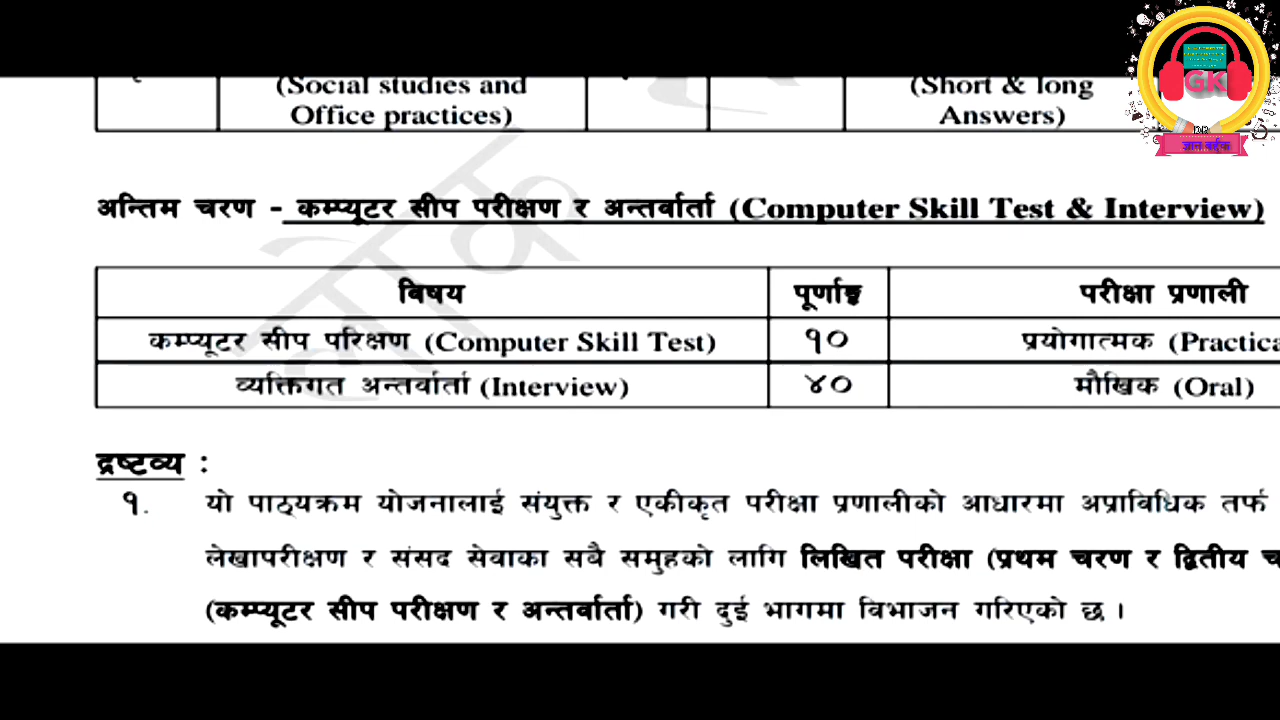 (Social studies and
Office practices)
(Short & long
Answers)
अन्तिम चरण - कम्प्यूटर सीप परीक्षण र अन्तर्वार्ता (Computer Skill Test & Interview)
विषय पूर्णाङ्क परीक्षा प्रणाली
कम्प्यूटर सीप परिक्षण (Computer Skill Test) १० प्रयोगात्मक
व्यक्तिगत अन्तर्वार्ता (Interview) ४० मौखिक (Oral)
द्रष्टव्य :
१. यो पाठ्यक्रम योजनालाई संयुक्त र एकीकृत परीक्षा प्रणालीको आधारमा अप्राविधिक तर्फ
लेखापरीक्षण र संसद सेवाका सबै समुहको लागि लिखित परीक्षा (प्रथम चरण र द्वितीय
(कम्प्यूटर सीप परीक्षण र अन्तर्वार्ता) गरी दुई भागमा विभाजन गरिएको छ ।
लोक
GK